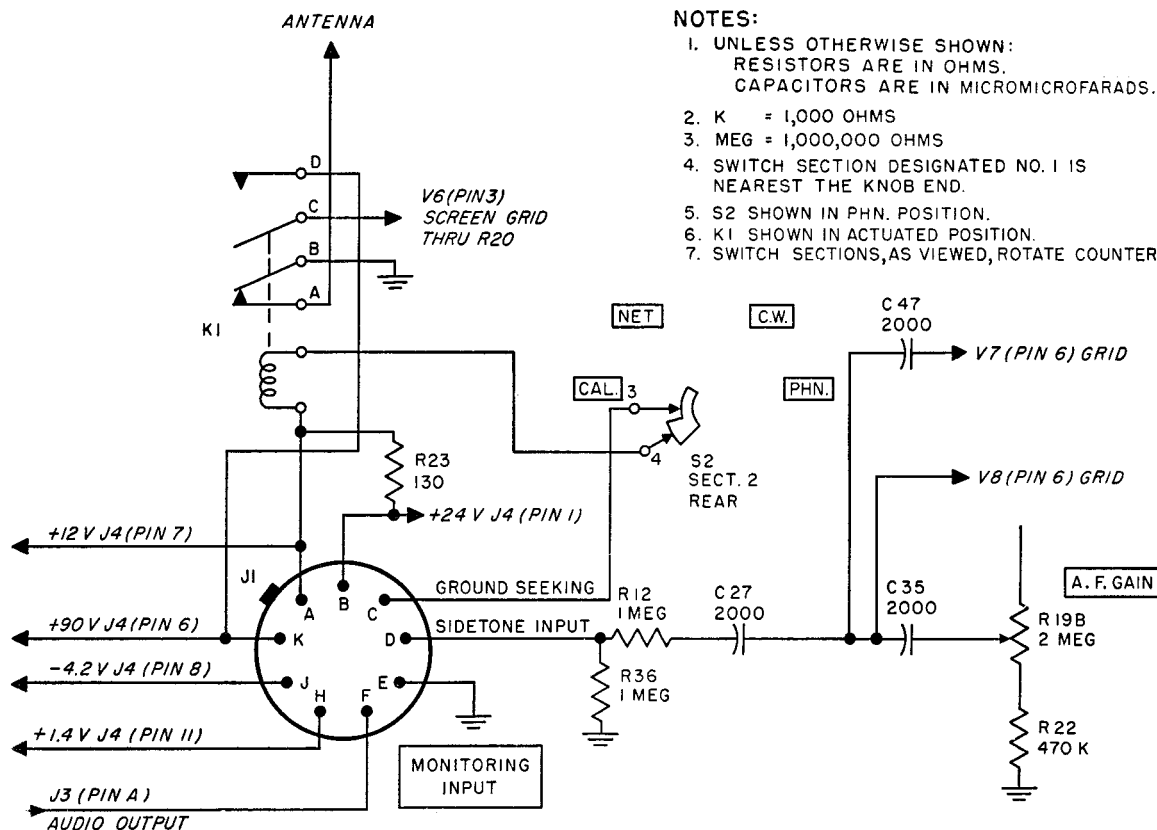 ANTENNA
NOTES:
1. UNLESS OTHERWISE SHOWN:
RESISTORS ARE IN OHMS.
CAPACITORS ARE IN MICROMICROFARADS.
2. K = 1,000 OHMS
3. MEG = 1,000,000 OHMS
4. SWITCH SECTION DESIGNATED NO. 1 IS
NEAREST THE KNOB END.
5. S2 SHOWN IN PHN. POSITION.
6. K1 SHOWN IN ACTUATED POSITION.
7. SWITCH SECTIONS, AS VIEWED, ROTATE COUNTER
D
C
B
A
V6 (PIN 3)
SCREEN GRID
THRU R20
K1
NET
C.W.
CAL.
PHN.
3
4
S2
SECT. 2
REAR
C47
2000
V7 (PIN 6) GRID
V8 (PIN 6) GRID
R23
130
+24 V J4 (PIN 1)
+12 V J4 (PIN 7)
J1
A
B
C
GROUND SEEKING
R12
1 MEG
C27
2000
C35
2000
A. F. GAIN
R19B
2 MEG
+90 V J4 (PIN 6)
K
D
SIDETONE INPUT
R36
1 MEG
-4.2 V J4 (PIN 8)
J
H
F
E
+1.4 V J4 (PIN 11)
MONITORING
INPUT
R22
470 K
J3 (PIN A)
AUDIO OUTPUT